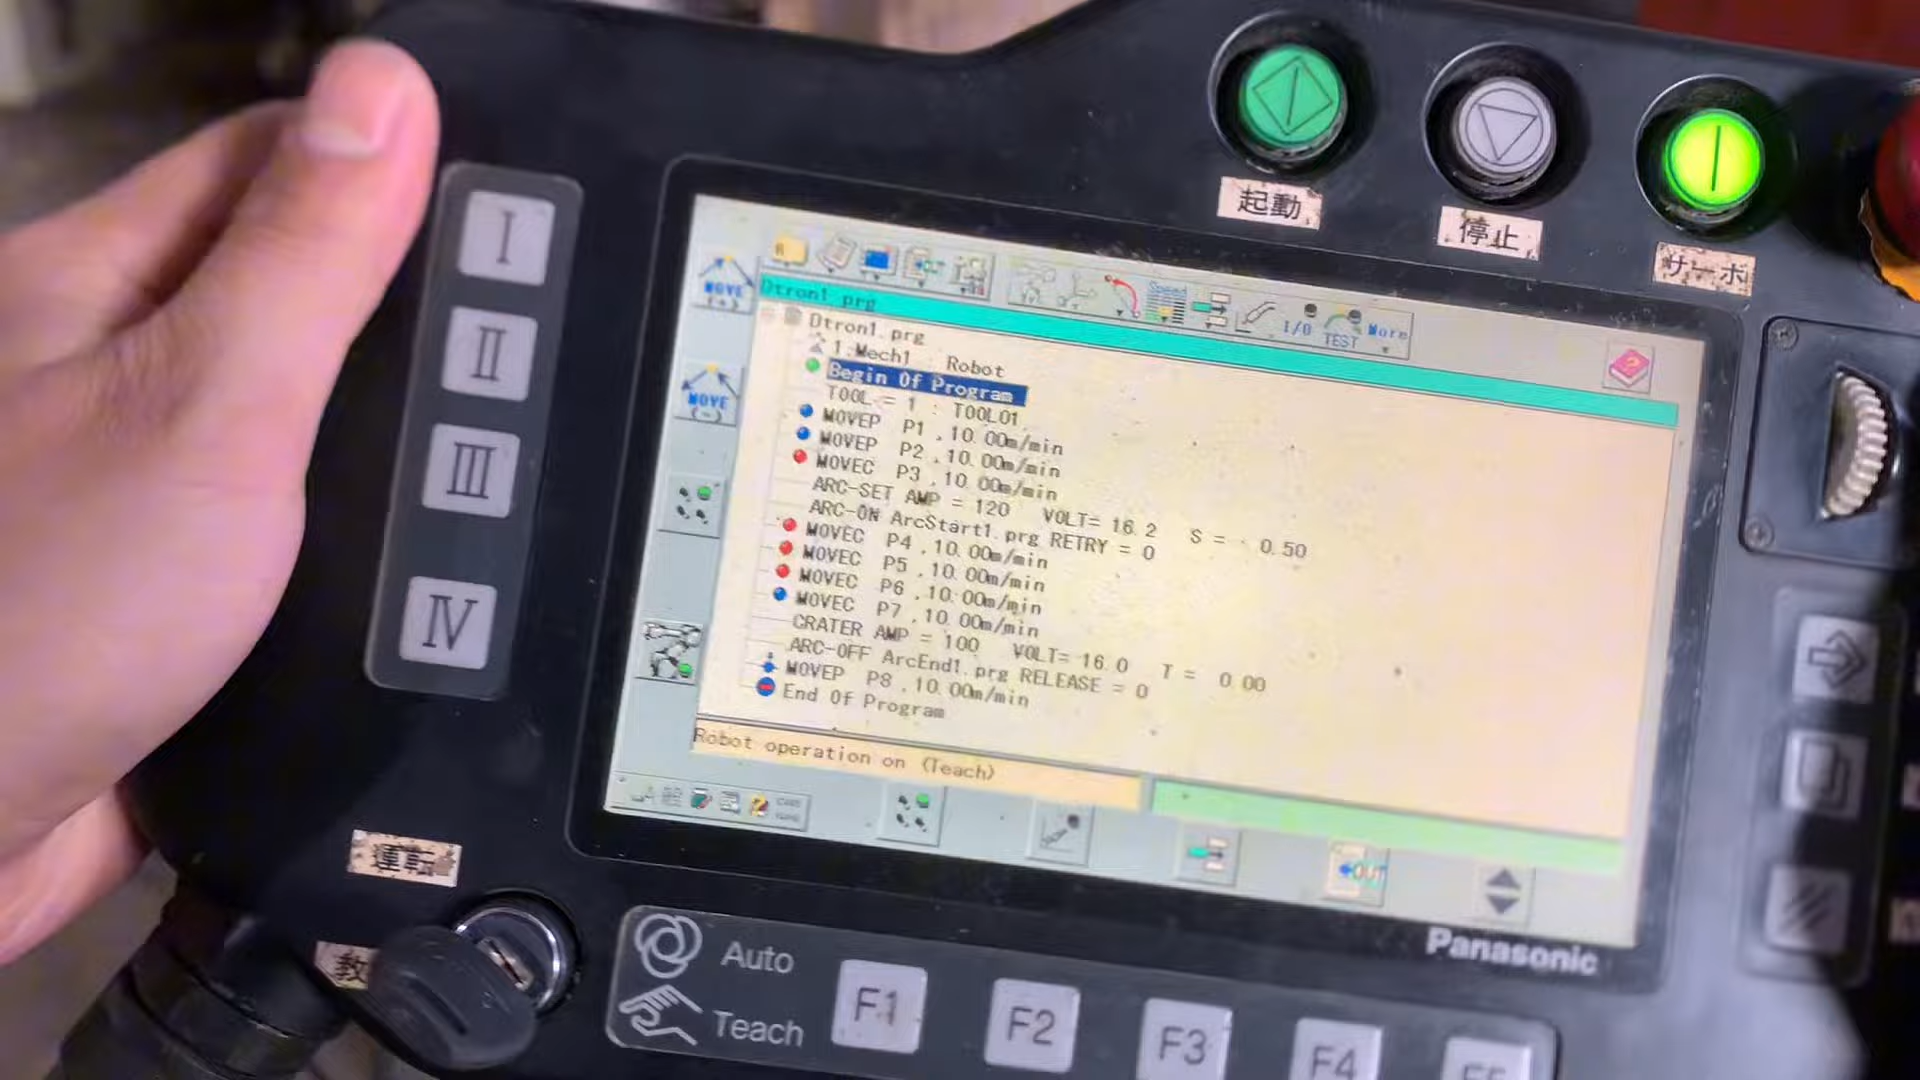 起動
停止
サーボ
I
II
III
IV
MOVE
(+)
Speed
I/O
TEST
More
Dtron1.prg
Dtron1.prg
1:Mech1 : Robot
Begin Of Program
TOOL = 1 : TOOL01
MOVEP P1 ,10.00m/min
MOVEP P2 ,10.00m/min
MOVEC P3 ,10.00m/min
ARC-SET AMP = 120 VOLT= 16.2 S = 0.50
ARC-ON ArcStart1.prg RETRY = 0
MOVEC P4 ,10.00m/min
MOVEC P5 ,10.00m/min
MOVEC P6 ,10.00m/min
MOVEC P7 ,10.00m/min
CRATER AMP = 100 VOLT= 16.0 T = 0.00
ARC-OFF ArcEnd1.prg RELEASE = 0
MOVEP P8 ,10.00m/min
End Of Program
MOVE
(-)
Robot operation on (Teach)
OUT
Panasonic
運転
教
Auto
Teach
F1
F2
F3
F4
F5